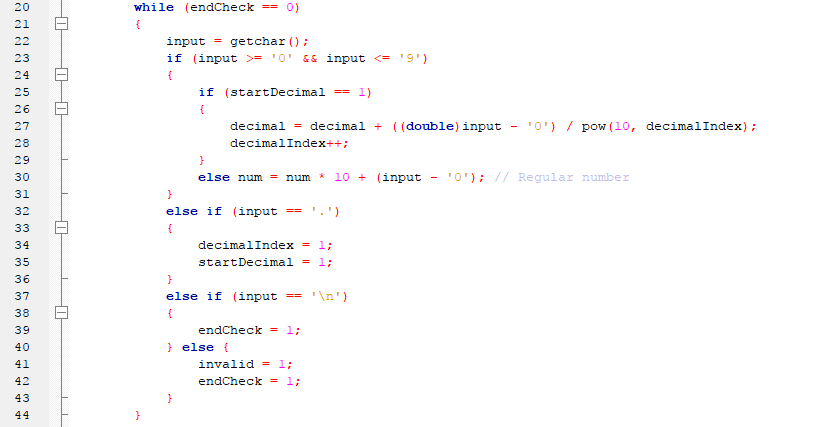 20 while (endCheck == 0)
21 {
22 input = getchar();
23 if (input >= '0' && input <= '9')
24 {
25 if (startDecimal == 1)
26 {
27 decimal = decimal + ((double)input - '0') / pow(10, decimalIndex);
28 decimalIndex++;
29 }
30 else num = num * 10 + (input - '0'); // Regular number
31 }
32 else if (input == '.')
33 {
34 decimalIndex = 1;
35 startDecimal = 1;
36 }
37 else if (input == '\n')
38 {
39 endCheck = 1;
40 } else {
41 invalid = 1;
42 endCheck = 1;
43 }
44 }